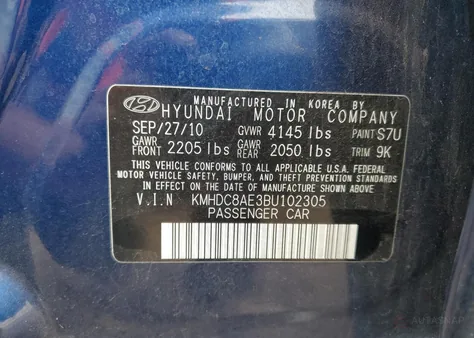 MANUFACTURED IN KOREA BY
HYUNDAI MOTOR COMPANY
SEP/27/10 GVWR 4145 lbs PAINT S7U
GAWR FRONT 2205 lbs GAWR REAR 2050 lbs TRIM 9K
THIS VEHICLE CONFORMS TO ALL APPLICABLE U.S.A FEDERAL
MOTOR VEHICLE SAFETY, BUMPER, AND THEFT PREVENTION STANDARDS
IN EFFECT ON THE DATE OF MANUFACTURE SHOWN ABOVE.
V.I.N KMHDC8AE3BU102305
PASSENGER CAR